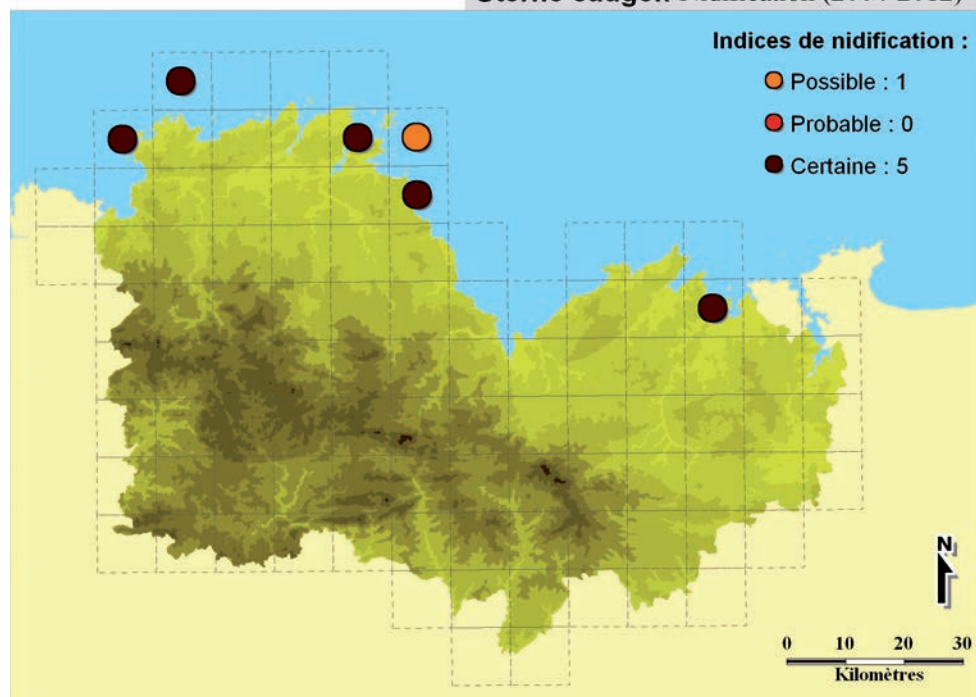 Indices de nidification :
Possible : 1
Probable : 0
Certaine : 5
N
0 10 20 30
Kilomètres